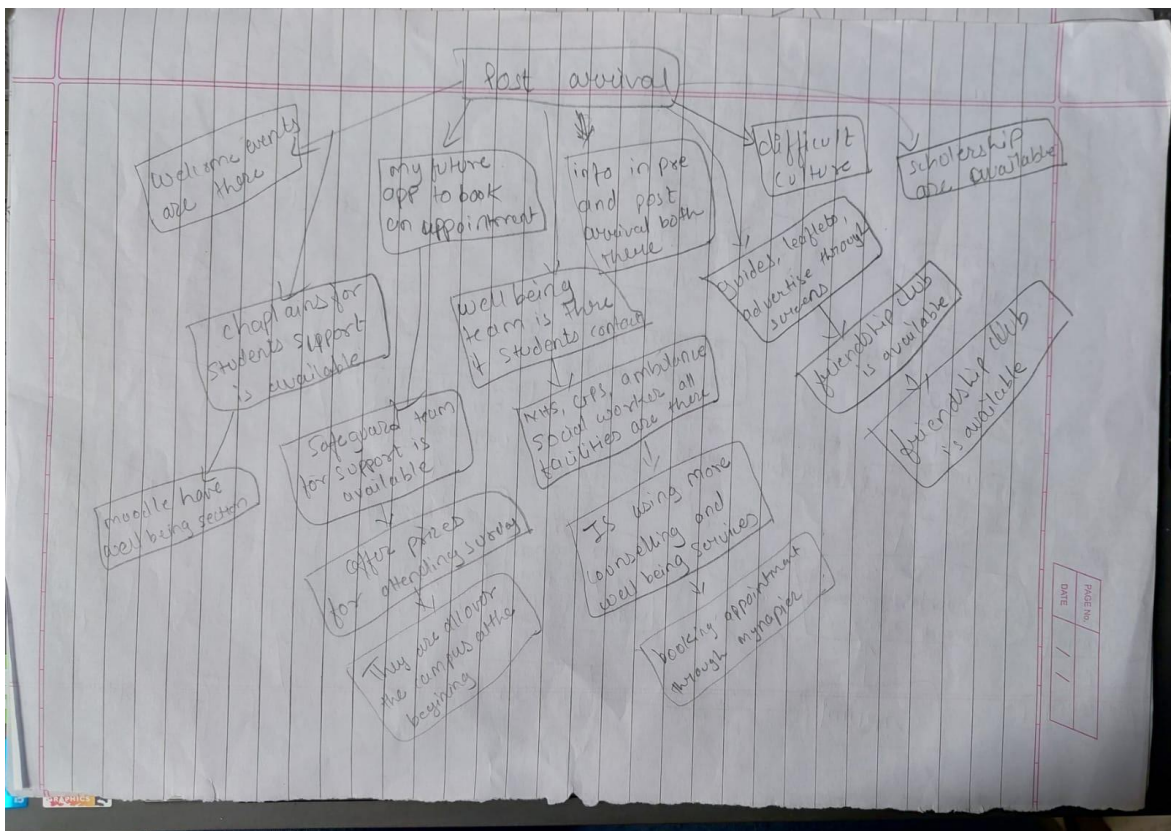 Post arrival
welcome events
are there
my future
app to book
an appointment
info in pre
and post
arrival both
there
difficult
culture
scholership
are available
chaplains for
students support
is available
well being
team is there
if students contact
guides, leaflets,
advertise through
screens
friendship club
is available
friendship club
is available
moodle have
well being section
Safeguard team
for support is
available
NHS, GPS, ambulance
social worker all
facilities are there
offer prizes
for attending survey
IS using more
counselling and
well being services
They are all over
the campus at the
begining
booking appointment
through mynapier
PAGE No.
DATE
GRAPHICS